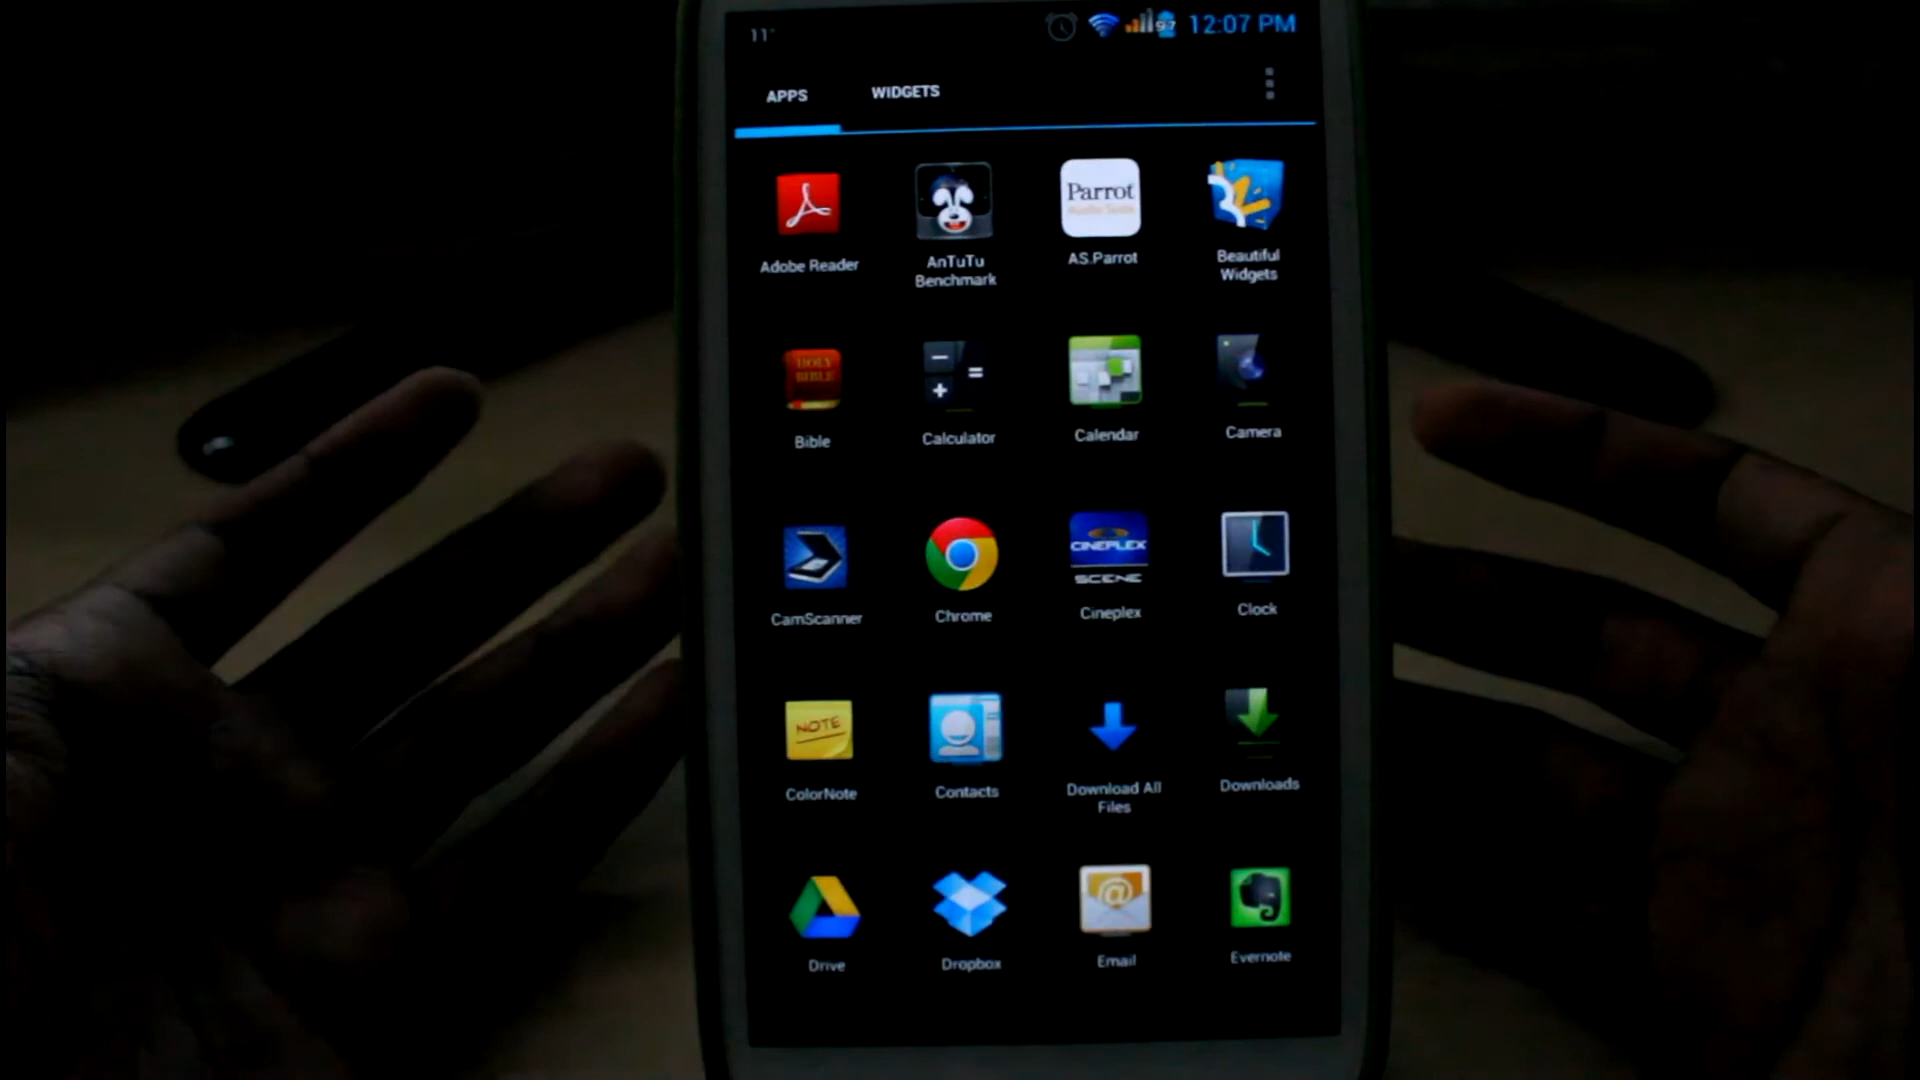 11°
97
12:07 PM
APPS
WIDGETS
Adobe Reader
AnTuTu
Benchmark
Parrot
AS.Parrot
Beautiful
Widgets
HOLY
BIBLE
Bible
Calculator
Calendar
Camera
CamScanner
Chrome
CINEPLEX
SCENE
Cineplex
Clock
NOTE
ColorNote
Contacts
Download All
Files
Downloads
Drive
Dropbox
@
Email
Evernote